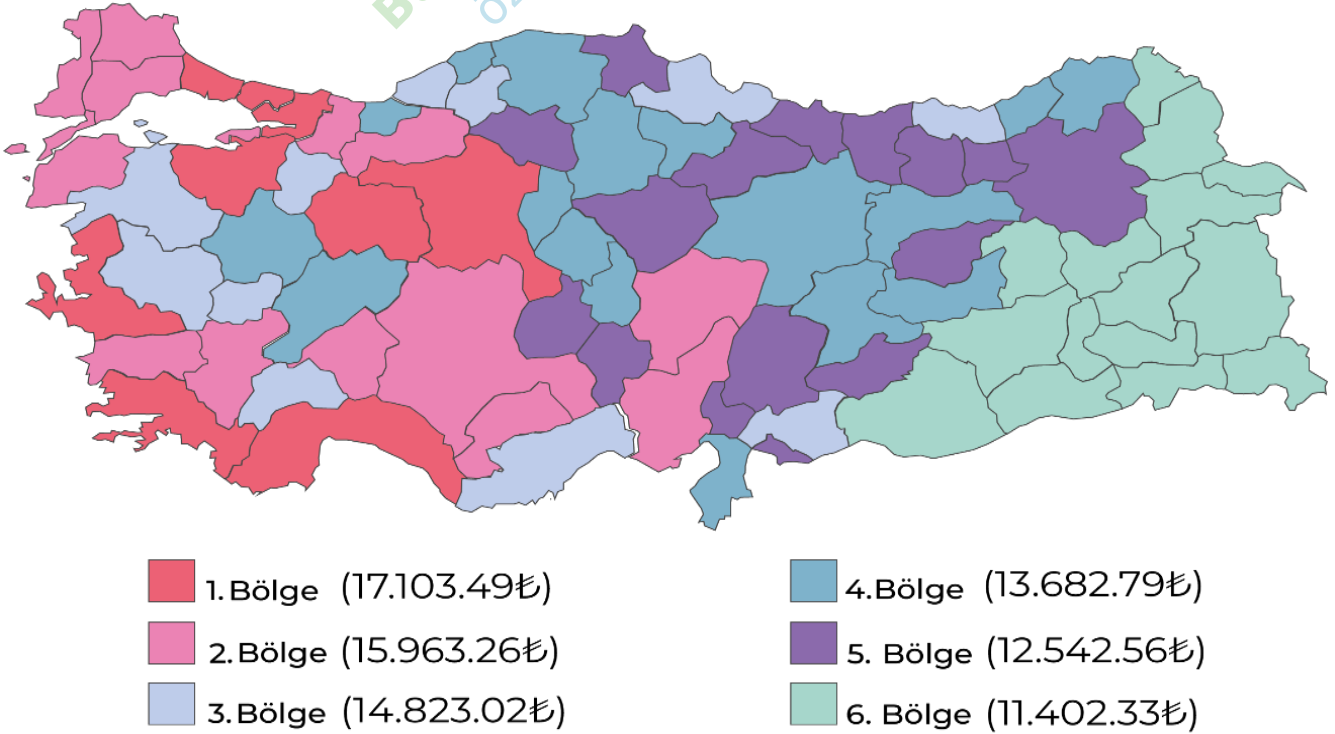 1.Bölge (17.103.49₺)
2.Bölge (15.963.26₺)
3.Bölge (14.823.02₺)
4.Bölge (13.682.79₺)
5. Bölge (12.542.56₺)
6. Bölge (11.402.33₺)